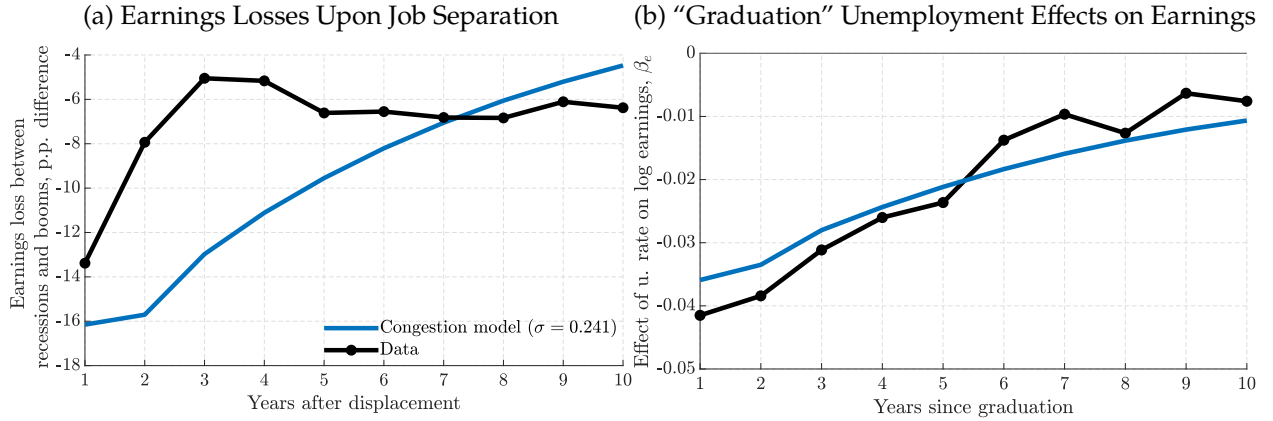 (a) Earnings Losses Upon Job Separation
Earnings loss between
recessions and booms, p.p. difference
-4
-6
-8
-10
-12
-14
-16
-18
Congestion model (σ = 0.241)
Data
1 2 3 4 5 6 7 8 9 10
Years after displacement
(b) “Graduation” Unemployment Effects on Earnings
Effect of u. rate on log earnings, βe
0
-0.01
-0.02
-0.03
-0.04
-0.05
1 2 3 4 5 6 7 8 9 10
Years since graduation